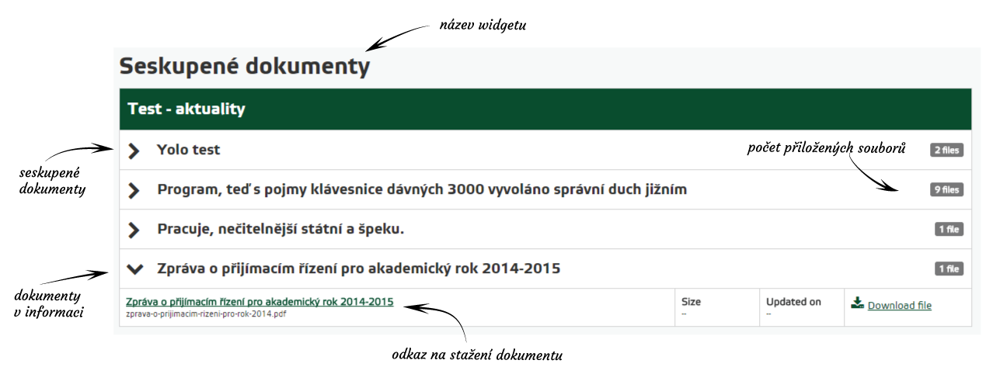 název widgetu
Seskupené dokumenty
Test - aktuality
Yolo test
počet přiložených souborů
2 files
seskupené
dokumenty
Program, teď s pojmy klávesnice dávných 3000 vyvoláno správní duch jižním
9 files
Pracuje, nečitelnější státní a špeku.
1 file
Zpráva o přijímacím řízení pro akademický rok 2014-2015
1 file
dokumenty
v informaci
Zpráva o přijímacím řízení pro akademický rok 2014-2015
zprava-o-prijimacim-rizeni-pro-rok-2014.pdf
Size
--
Updated on
--
Download file
odkaz na stažení dokumentu